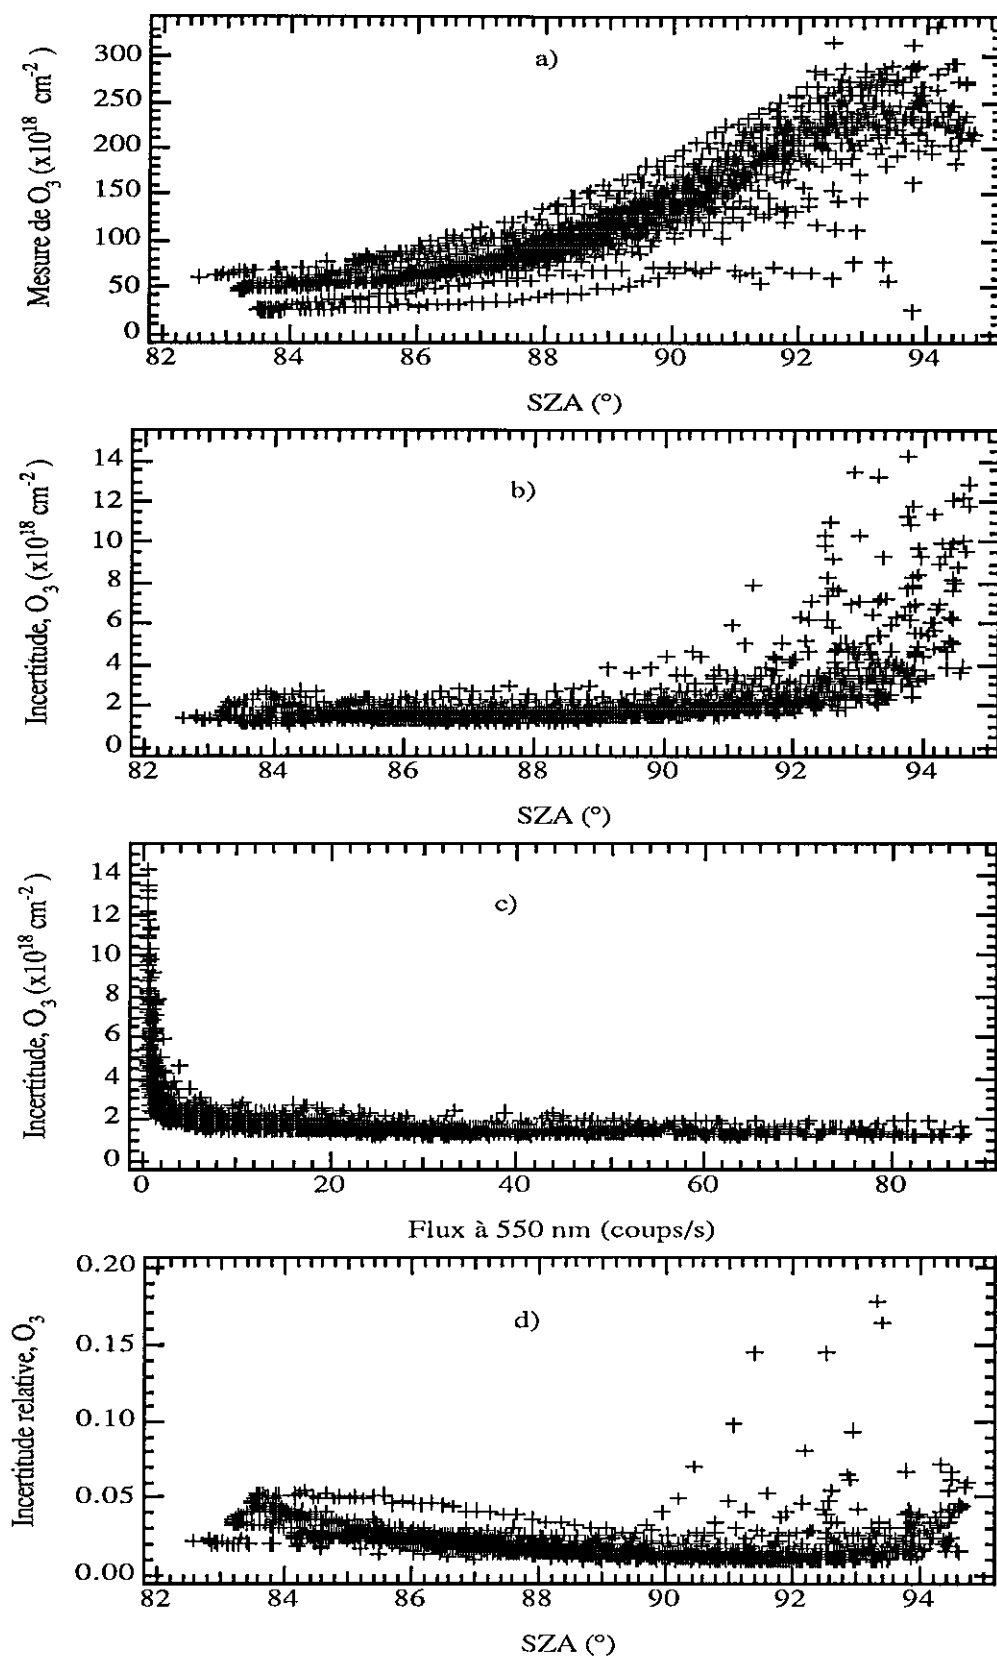 a)
Mesure de O3 (x10^18 cm^-2)
300
250
200
150
100
50
0
82 84 86 88 90 92 94
SZA (°)
b)
Incertitude, O3 (x10^18 cm^-2)
14
12
10
8
6
4
2
0
82 84 86 88 90 92 94
SZA (°)
c)
Incertitude, O3 (x10^18 cm^-2)
14
12
10
8
6
4
2
0
0 20 40 60 80
Flux à 550 nm (coups/s)
d)
Incertitude relative, O3
0.20
0.15
0.10
0.05
0.00
82 84 86 88 90 92 94
SZA (°)